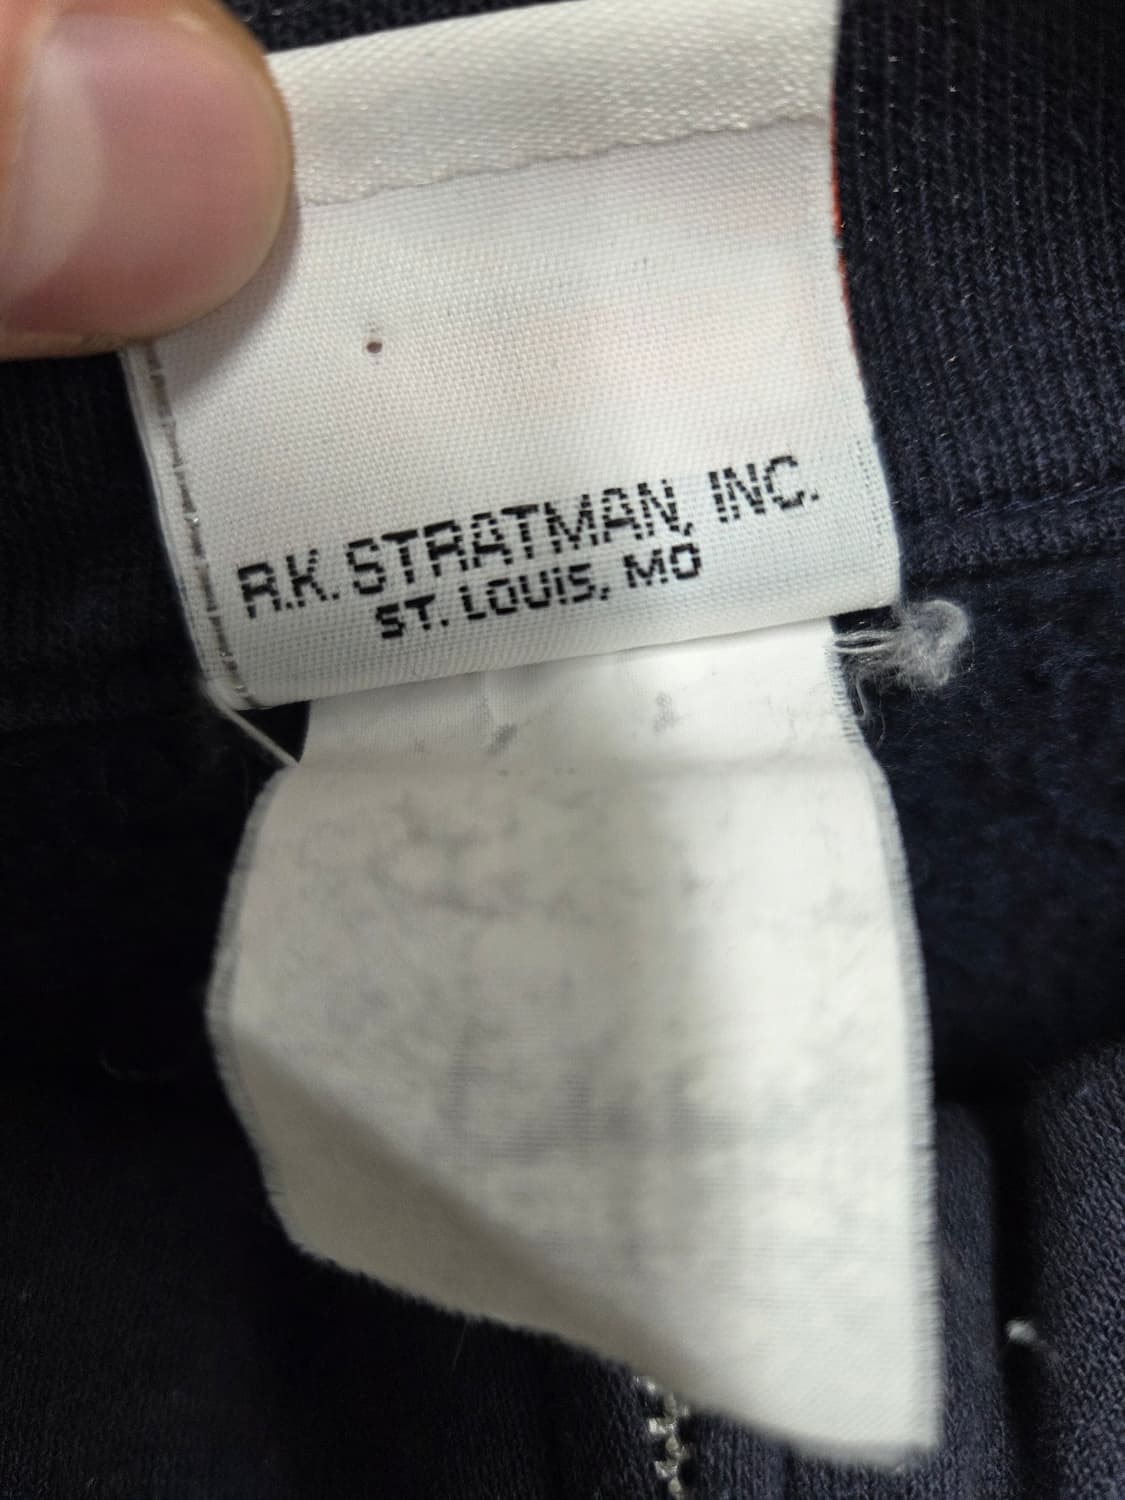 R.K. STRATMAN, INC.
ST. LOUIS, MO